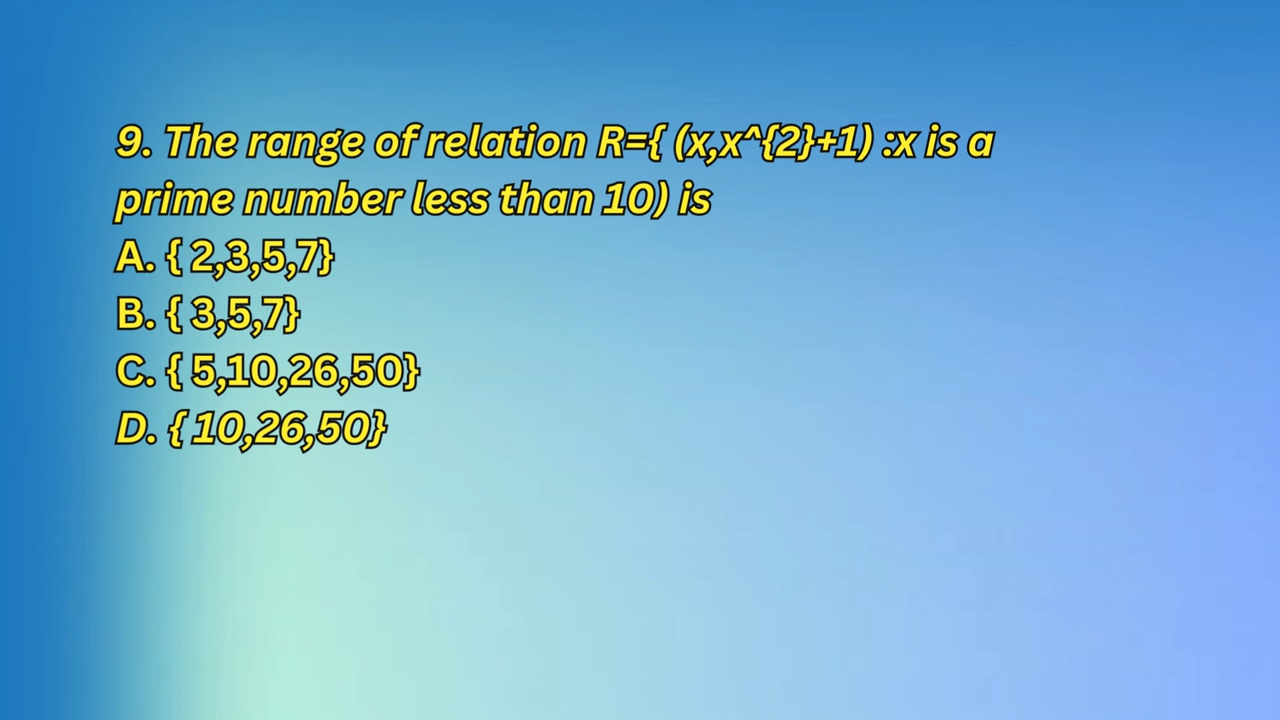 9. The range of relation R={ (x,x^{2}+1) :x is a
prime number less than 10) is
A. { 2,3,5,7}
B. { 3,5,7}
C. { 5,10,26,50}
D. { 10,26,50}